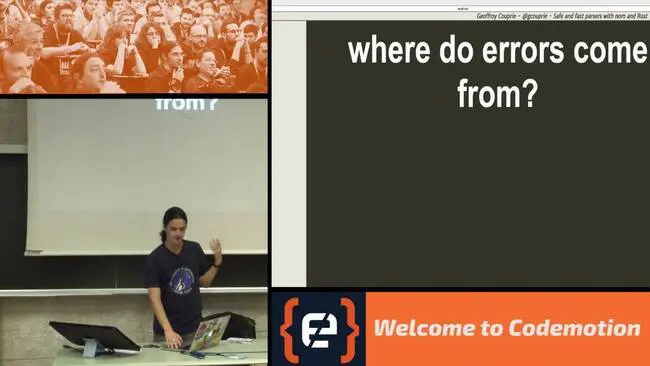 Geoffroy Couprie - @gcouprie - Safe and fast parsers with nom and Rust
where do errors come
from?
from?
Welcome to Codemotion